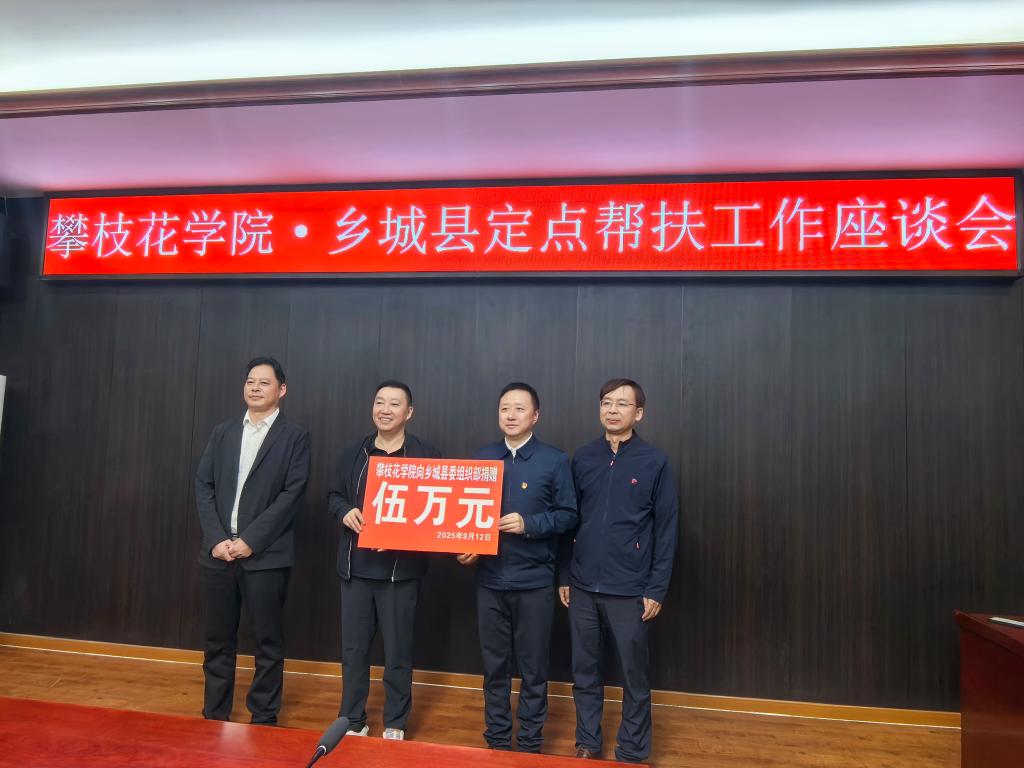 攀枝花学院·乡城县定点帮扶工作座谈会
攀枝花学院向乡城县委组织部捐赠
伍万元
2025年9月12日